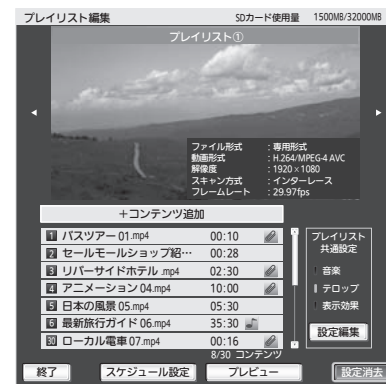 プレイリスト編集 SDカード使用量 1500MB/32000MB
プレイリスト①
ファイル形式 : 専用形式
動画形式 : H.264/MPEG-4 AVC
解像度 : 1920×1080
スキャン方式 : インターレース
フレームレート : 29.97fps
+コンテンツ追加
1 バスツアー 01.mp4 00:10
2 セールモールショップ紹… 00:28
3 リバーサイドホテル .mp4 02:30
4 アニメーション 04.mp4 10:00
5 日本の風景 05.mp4 05:30
6 最新旅行ガイド 06.mp4 35:30
30 ローカル電車 07.mp4 00:16
8/30 コンテンツ
プレイリスト
共通設定
音楽
テロップ
表示効果
設定編集
終了 スケジュール設定 プレビュー 設定消去